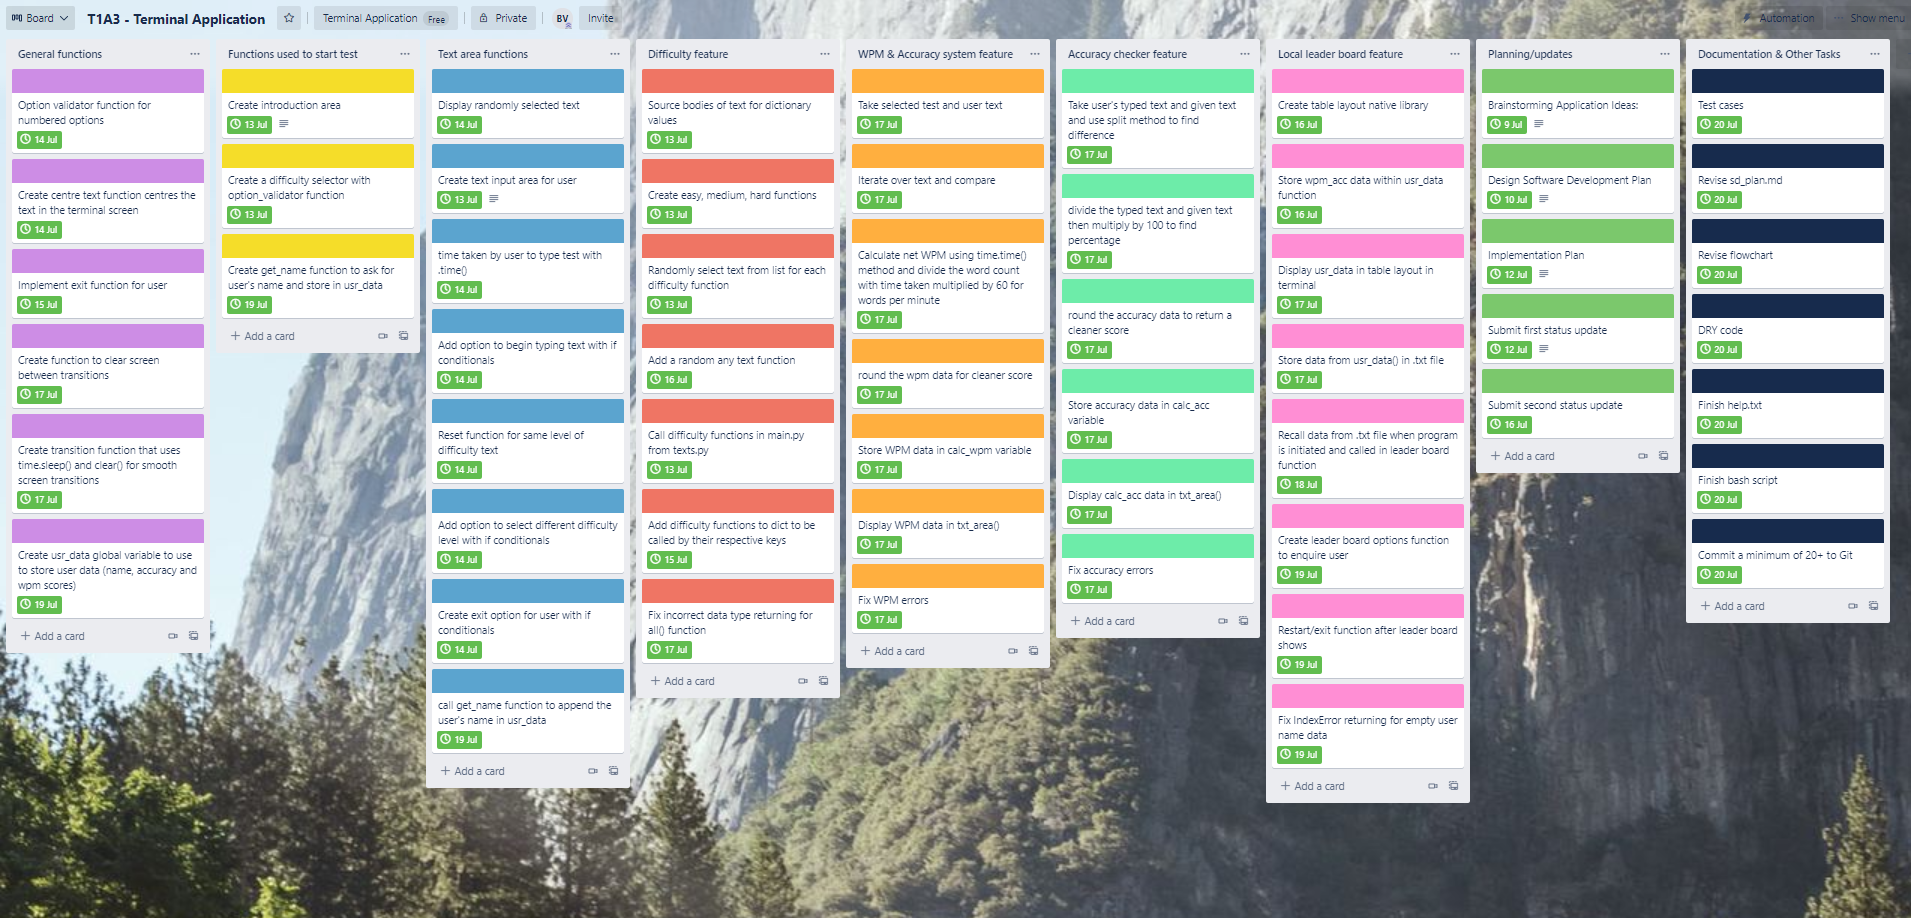 Board
T1A3 - Terminal Application
Terminal Application Free
Private
BV
Invite
Automation
Show menu
General functions
Option validator function for
numbered options
14 Jul
Create centre text function centres the
text in the terminal screen
14 Jul
Implement exit function for user
15 Jul
Create function to clear screen
between transitions
17 Jul
Create transition function that uses
time.sleep() and clear() for smooth
screen transitions
17 Jul
Create usr_data global variable to use
to store user data (name, accuracy and
wpm scores)
19 Jul
+ Add a card
Functions used to start test
Create introduction area
13 Jul
Create a difficulty selector with
option_validator function
13 Jul
Create get_name function to ask for
user's name and store in usr_data
19 Jul
+ Add a card
Text area functions
Display randomly selected text
14 Jul
Create text input area for user
13 Jul
time taken by user to type test with
.time()
14 Jul
Add option to begin typing text with if
conditionals
14 Jul
Reset function for same level of
difficulty text
14 Jul
Add option to select different difficulty
level with if conditionals
14 Jul
Create exit option for user with if
conditionals
14 Jul
call get_name function to append the
user's name in usr_data
19 Jul
+ Add a card
Difficulty feature
Source bodies of text for dictionary
values
13 Jul
Create easy, medium, hard functions
13 Jul
Randomly select text from list for each
difficulty function
13 Jul
Add a random any text function
16 Jul
Call difficulty functions in main.py
from texts.py
13 Jul
Add difficulty functions to dict to be
called by their respective keys
15 Jul
Fix incorrect data type returning for
all() function
17 Jul
+ Add a card
WPM & Accuracy system feature
Take selected test and user text
17 Jul
Iterate over text and compare
17 Jul
Calculate net WPM using time.time()
method and divide the word count
with time taken multiplied by 60 for
words per minute
17 Jul
round the wpm data for cleaner score
17 Jul
Store WPM data in calc_wpm variable
17 Jul
Display WPM data in txt_area()
17 Jul
Fix WPM errors
17 Jul
+ Add a card
Accuracy checker feature
Take user's typed text and given text
and use split method to find
difference
17 Jul
divide the typed text and given text
then multiply by 100 to find
percentage
17 Jul
round the accuracy data to return a
cleaner score
17 Jul
Store accuracy data in calc_acc
variable
17 Jul
Display calc_acc data in txt_area()
17 Jul
Fix accuracy errors
17 Jul
+ Add a card
Local leader board feature
Create table layout native library
16 Jul
Store wpm_acc data within usr_data
function
16 Jul
Display usr_data in table layout in
terminal
17 Jul
Store data from usr_data() in .txt file
17 Jul
Recall data from .txt file when program
is initiated and called in leader board
function
18 Jul
Create leader board options function
to enquire user
19 Jul
Restart/exit function after leader board
shows
19 Jul
Fix IndexError returning for empty user
name data
19 Jul
+ Add a card
Planning/updates
Brainstorming Application Ideas:
9 Jul
Design Software Development Plan
10 Jul
Implementation Plan
12 Jul
Submit first status update
12 Jul
Submit second status update
16 Jul
+ Add a card
Documentation & Other Tasks
Test cases
20 Jul
Revise sd_plan.md
20 Jul
Revise flowchart
20 Jul
DRY code
20 Jul
Finish help.txt
20 Jul
Finish bash script
20 Jul
Commit a minimum of 20+ to Git
20 Jul
+ Add a card